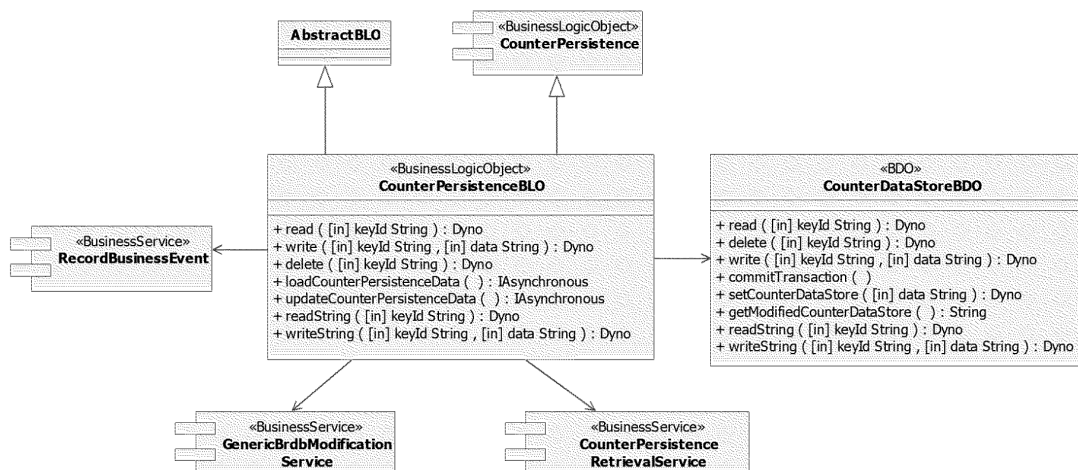 AbstractBLO
«BusinessLogicObject»
CounterPersistence
«BusinessLogicObject»
CounterPersistenceBLO
+ read ( [in] keyId String ) : Dyno
+ write ( [in] keyId String , [in] data String ) : Dyno
+ delete ( [in] keyId String ) : Dyno
+ loadCounterPersistenceData ( ) : IAsynchronous
+ updateCounterPersistenceData ( ) : IAsynchronous
+ readString ( [in] keyId String ) : Dyno
+ writeString ( [in] keyId String , [in] data String ) : Dyno
«BDO»
CounterDataStoreBDO
+ read ( [in] keyId String ) : Dyno
+ delete ( [in] keyId String ) : Dyno
+ write ( [in] keyId String , [in] data String ) : Dyno
+ commitTransaction ( )
+ setCounterDataStore ( [in] data String ) : Dyno
+ getModifiedCounterDataStore ( ) : String
+ readString ( [in] keyId String ) : Dyno
+ writeString ( [in] keyId String , [in] data String ) : Dyno
«BusinessService»
RecordBusinessEvent
«BusinessService»
GenericBrdbModification
Service
«BusinessService»
CounterPersistence
RetrievalService